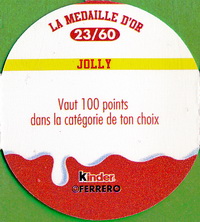 LA MEDAILLE D'OR
23/60
JOLLY
Vaut 100 points
dans la catégorie de ton choix
Kinder
©FERRERO